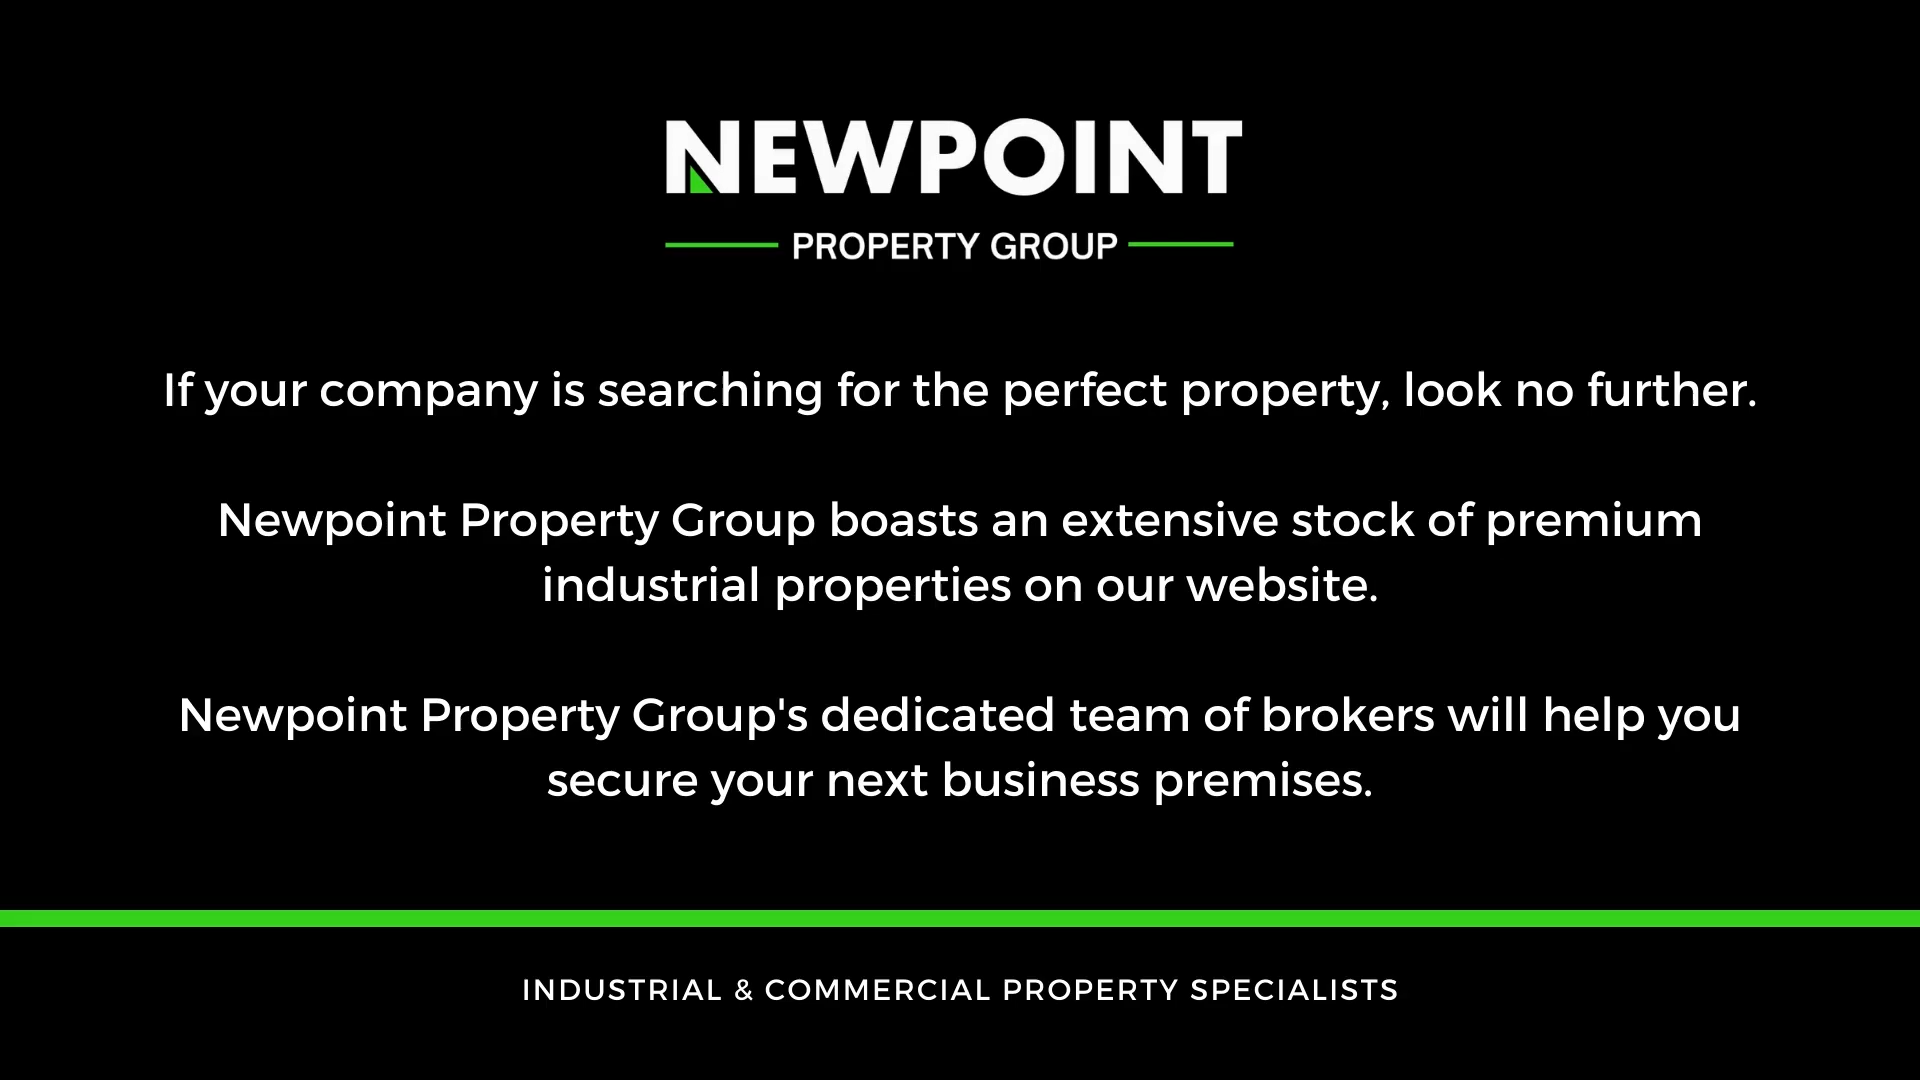 NEWPOINT
PROPERTY GROUP
If your company is searching for the perfect property, look no further.
Newpoint Property Group boasts an extensive stock of premium
industrial properties on our website.
Newpoint Property Group's dedicated team of brokers will help you
secure your next business premises.
INDUSTRIAL & COMMERCIAL PROPERTY SPECIALISTS